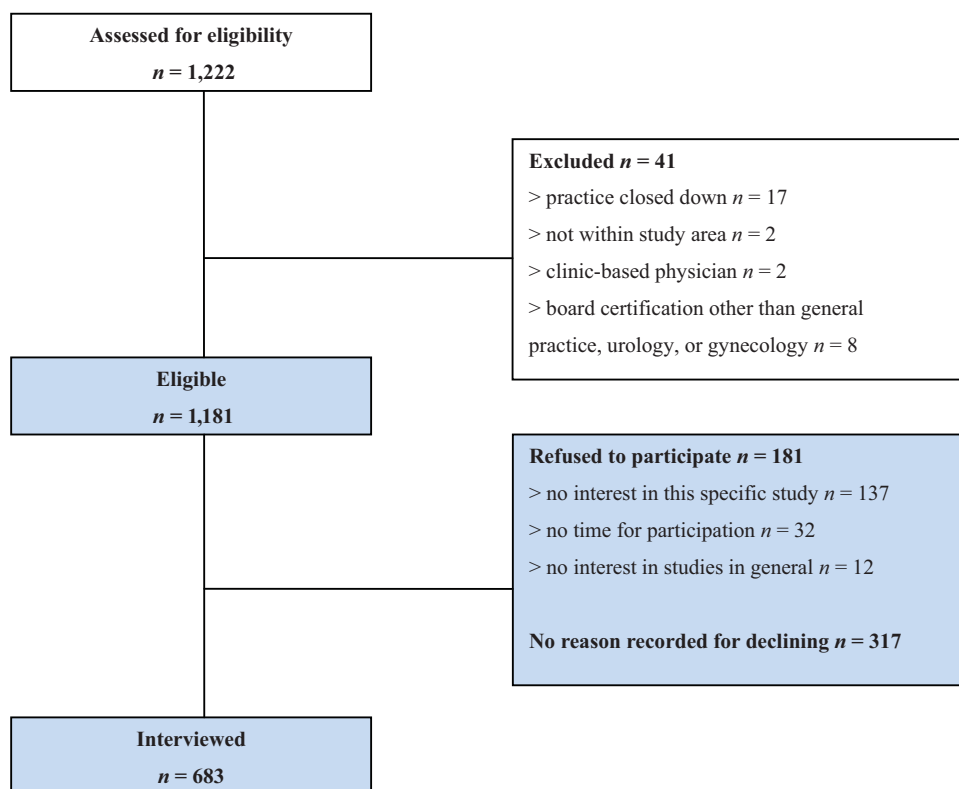 Assessed for eligibility
n = 1,222
Excluded n = 41
> practice closed down n = 17
> not within study area n = 2
> clinic-based physician n = 2
> board certification other than general
practice, urology, or gynecology n = 8
Eligible
n = 1,181
Refused to participate n = 181
> no interest in this specific study n = 137
> no time for participation n = 32
> no interest in studies in general n = 12
No reason recorded for declining n = 317
Interviewed
n = 683